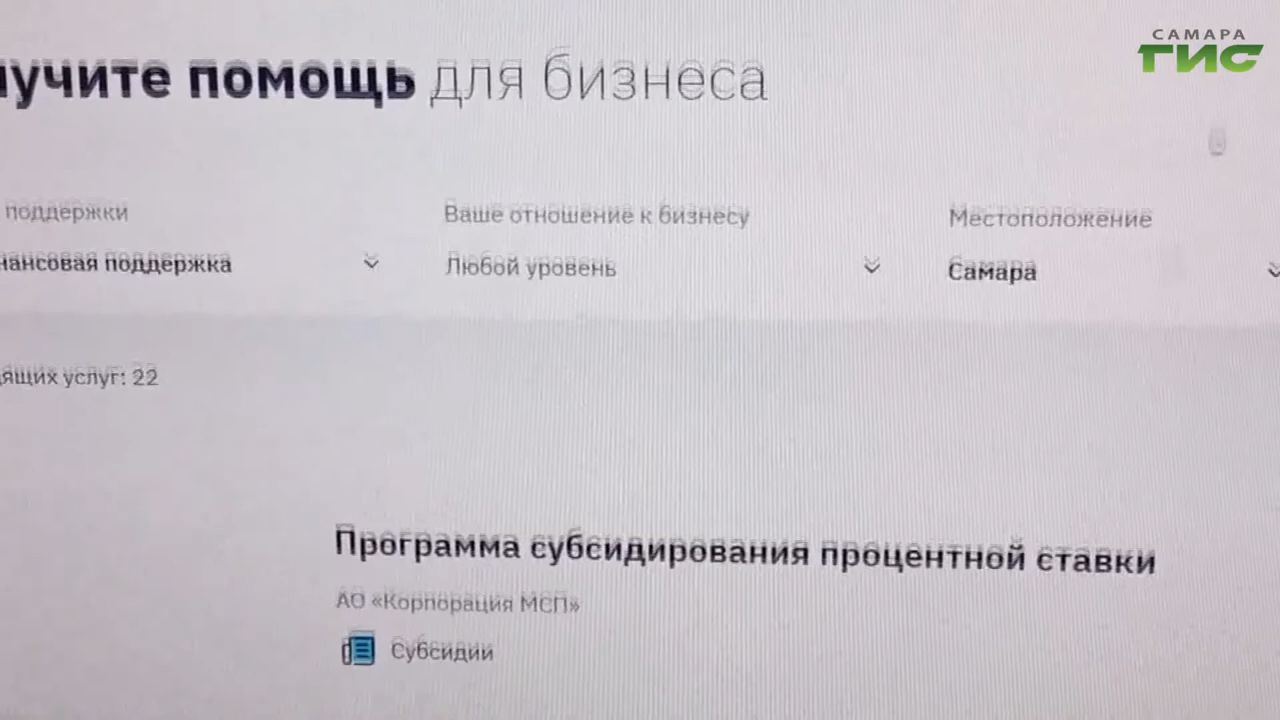 САМАРА
ГИС
лучите помощь для бизнеса
поддержки
Ваше отношение к бизнесу
Местоположение
нансовая поддержка
Любой уровень
Самара
ящих услуг: 22
Программа субсидирования процентной ставки
АО «Корпорация МСП»
Субсидии